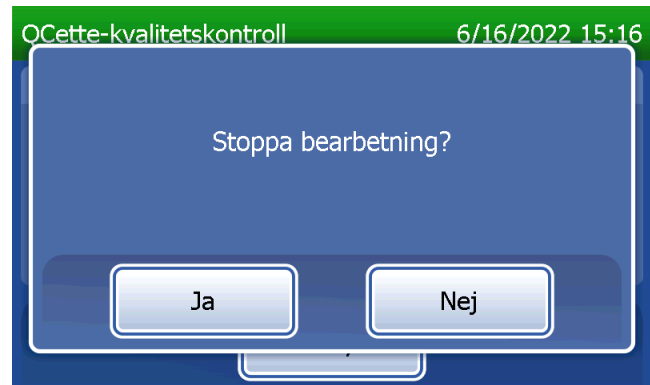 QCette-kvalitetskontroll 6/16/2022 15:16
Stoppa bearbetning?
Ja Nej